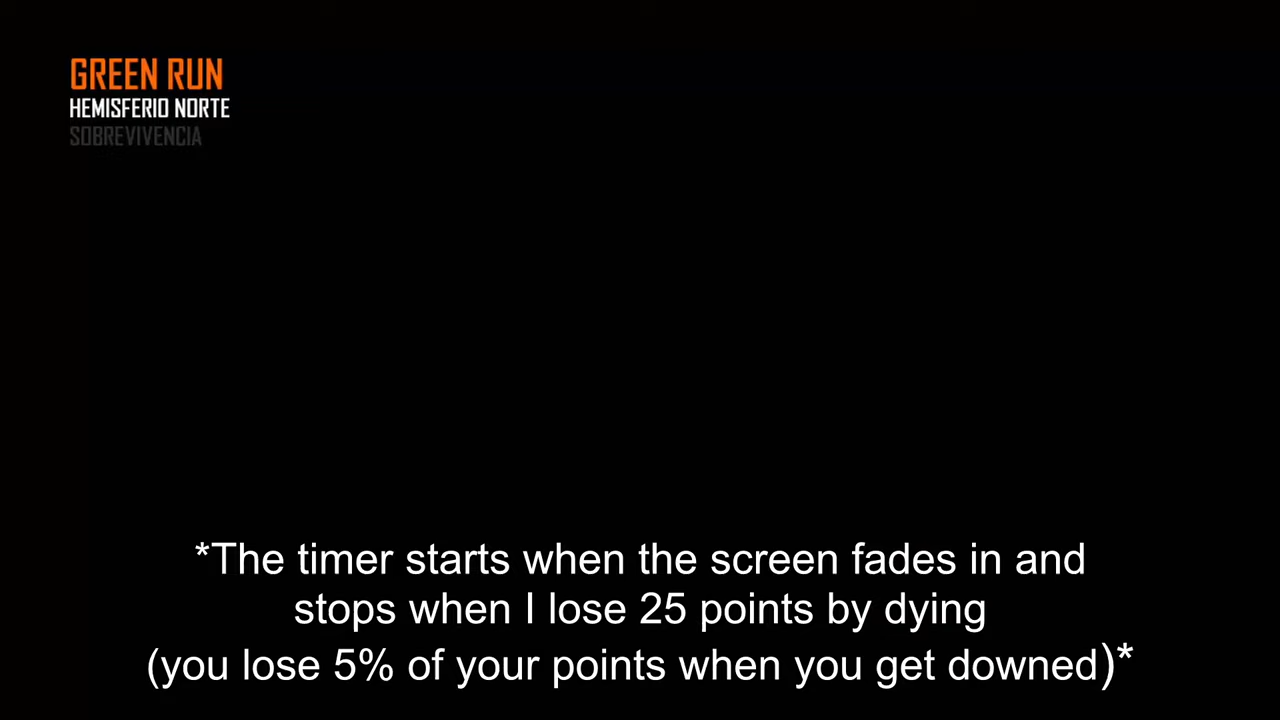 GREEN RUN
HEMISFERIO NORTE
SOBREVIVENCIA
*The timer starts when the screen fades in and
stops when I lose 25 points by dying
(you lose 5% of your points when you get downed)*